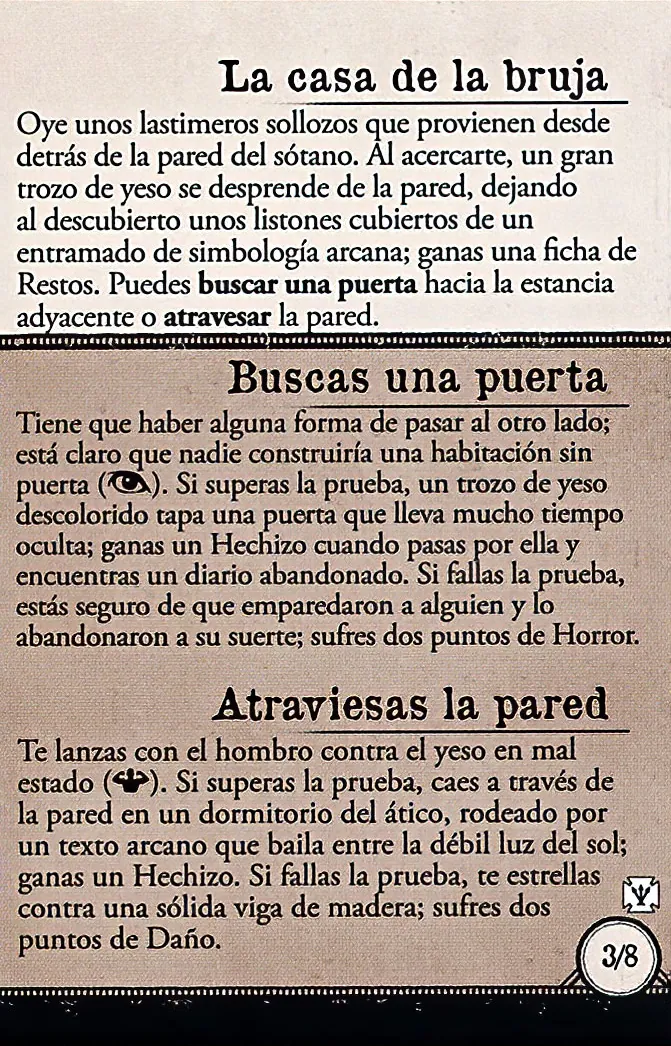 La casa de la bruja
Oye unos lastimeros sollozos que provienen desde
detrás de la pared del sótano. Al acercarte, un gran
trozo de yeso se desprende de la pared, dejando
al descubierto unos listones cubiertos de un
entramado de simbología arcana; ganas una ficha de
Restos. Puedes buscar una puerta hacia la estancia
adyacente o atravesar la pared.
Buscas una puerta
Tiene que haber alguna forma de pasar al otro lado;
está claro que nadie construiría una habitación sin
puerta (). Si superas la prueba, un trozo de yeso
descolorido tapa una puerta que lleva mucho tiempo
oculta; ganas un Hechizo cuando pasas por ella y
encuentras un diario abandonado. Si fallas la prueba,
estás seguro de que emparedaron a alguien y lo
abandonaron a su suerte; sufres dos puntos de Horror.
Atraviesas la pared
Te lanzas con el hombro contra el yeso en mal
estado (). Si superas la prueba, caes a través de
la pared en un dormitorio del ático, rodeado por
un texto arcano que baila entre la débil luz del sol;
ganas un Hechizo. Si fallas la prueba, te estrellas
contra una sólida viga de madera; sufres dos
puntos de Daño.
3/8